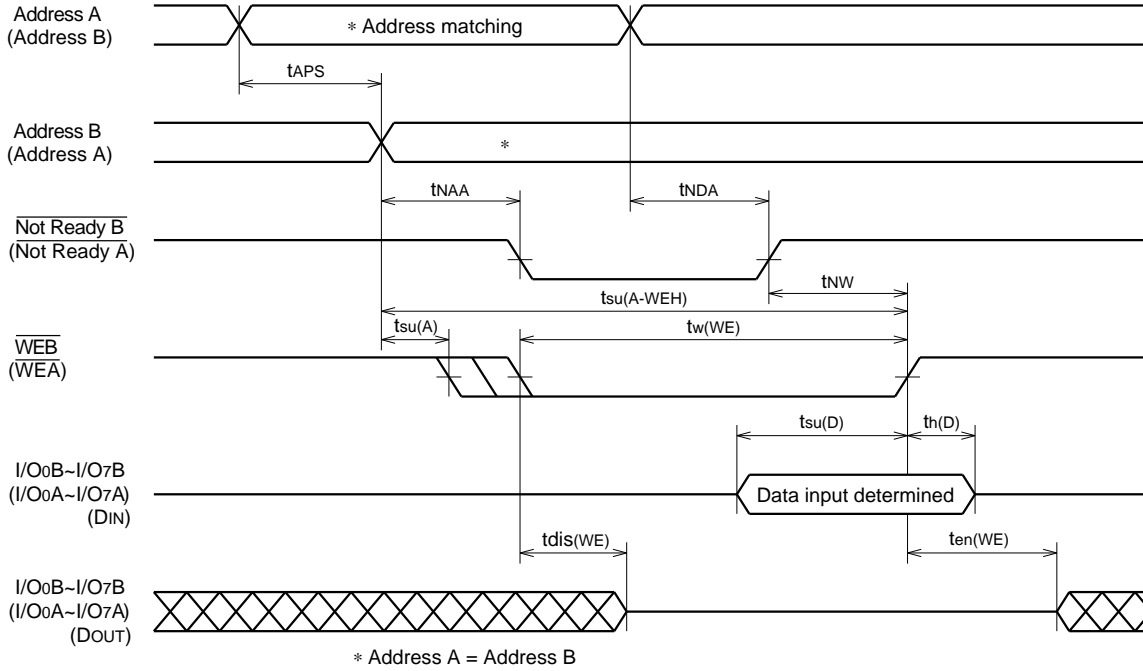 Address A
(Address B)
* Address matching
tAPS
Address B
(Address A)
*
tNAA
tNDA
Not Ready B
(Not Ready A)
tNW
tsu(A-WEH)
tsu(A)
tw(WE)
WEB
(WEA)
tsu(D)
th(D)
I/O0B~I/O7B
(I/O0A~I/O7A)
(DIN)
Data input determined
tdis(WE)
ten(WE)
I/O0B~I/O7B
(I/O0A~I/O7A)
(DOUT)
* Address A = Address B